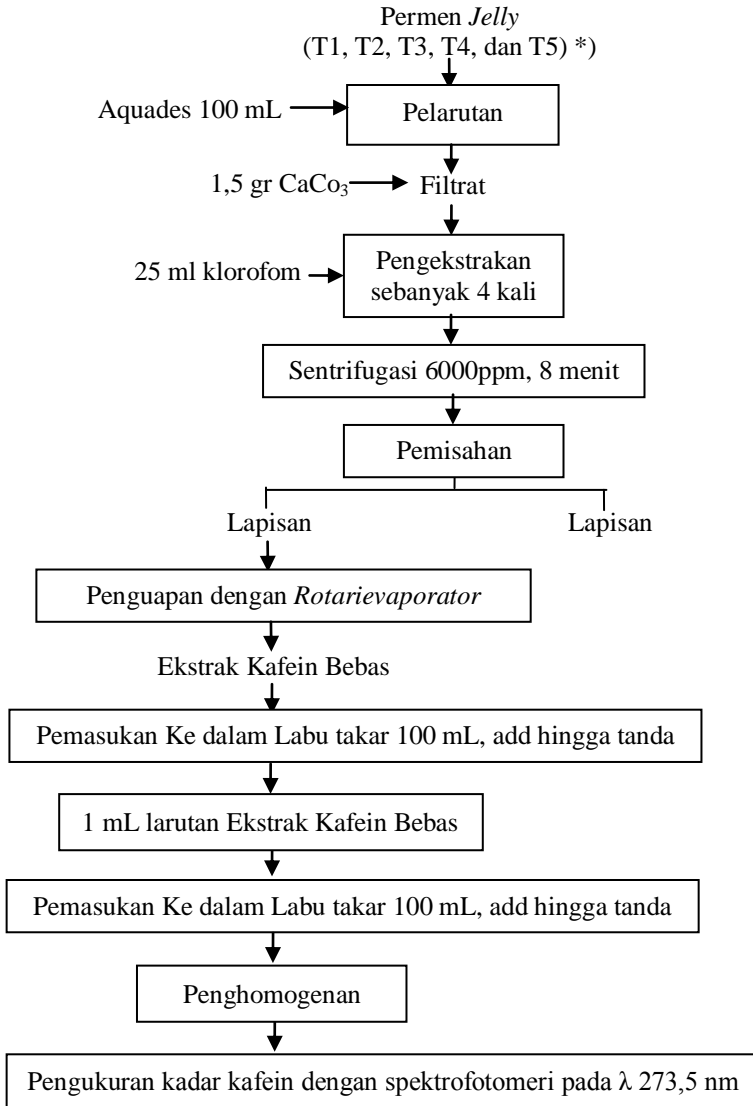 Permen Jelly
(T1, T2, T3, T4, dan T5) *)
Aquades 100 mL
Pelarutan
1,5 gr CaCo₃
Filtrat
25 ml klorofom
Pengekstrakan
sebanyak 4 kali
Sentrifugasi 6000ppm, 8 menit
Pemisahan
Lapisan
Lapisan
Penguapan dengan Rotarievaporator
Ekstrak Kafein Bebas
Pemasukan Ke dalam Labu takar 100 mL, add hingga tanda
1 mL larutan Ekstrak Kafein Bebas
Pemasukan Ke dalam Labu takar 100 mL, add hingga tanda
Penghomogenan
Pengukuran kadar kafein dengan spektrofotomeri pada λ 273,5 nm